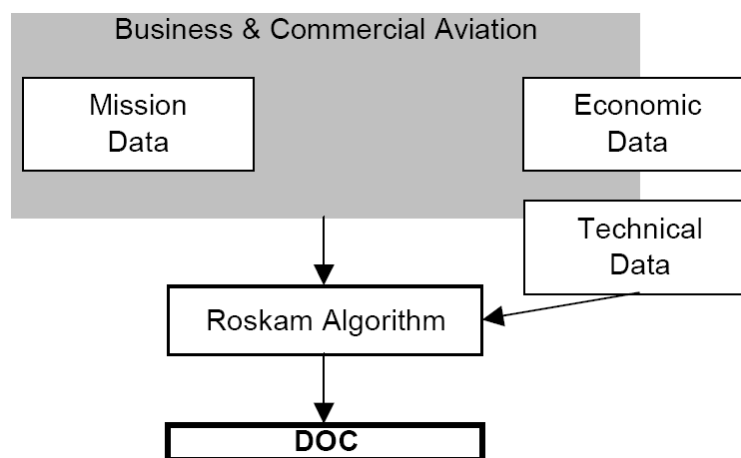 Business & Commercial Aviation
Mission
Data
Economic
Data
Technical
Data
Roskam Algorithm
DOC